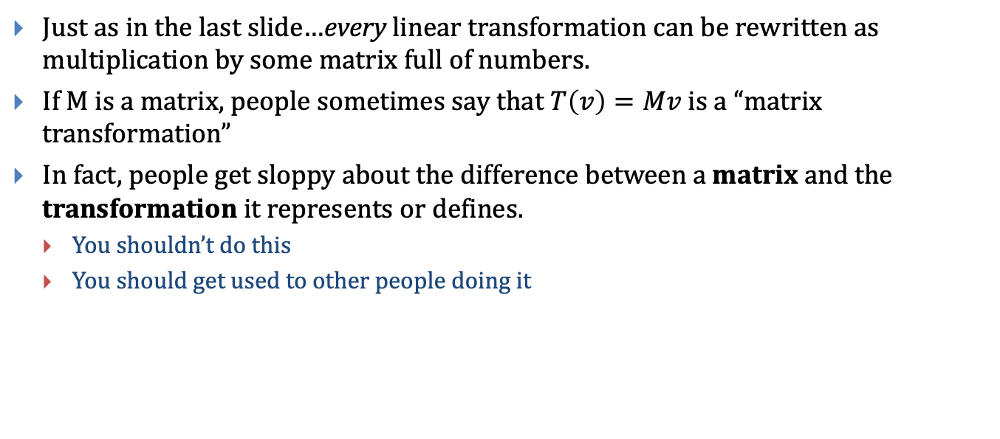 Just as in the last slide…every linear transformation can be rewritten as
multiplication by some matrix full of numbers.
If M is a matrix, people sometimes say that T(v) = Mv is a “matrix
transformation”
In fact, people get sloppy about the difference between a matrix and the
transformation it represents or defines.
You shouldn’t do this
You should get used to other people doing it